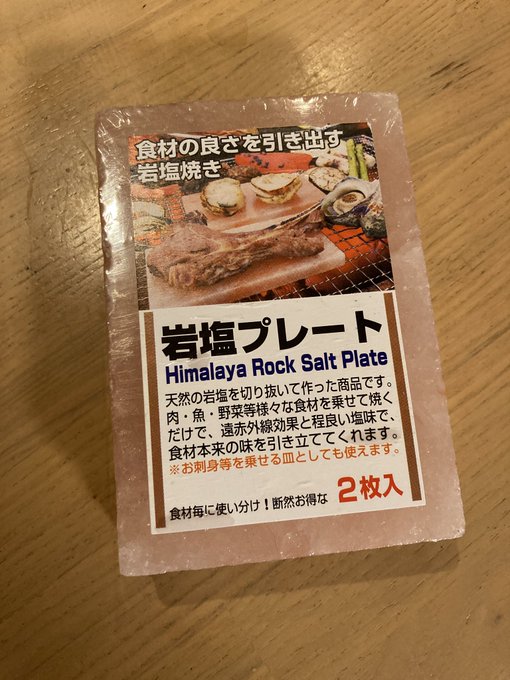 食材の良さを引き出す
岩塩焼き
岩塩プレート
Himalaya Rock Salt Plate
天然の岩塩を切り抜いて作った商品です。
肉・魚・野菜等様々な食材を乗せて焼く
だけで、遠赤外線効果と程良い塩味で、
食材本来の味を引き立ててくれます。
※お刺身等を乗せる皿としても使えます。
食材毎に使い分け！断然お得な 2枚入